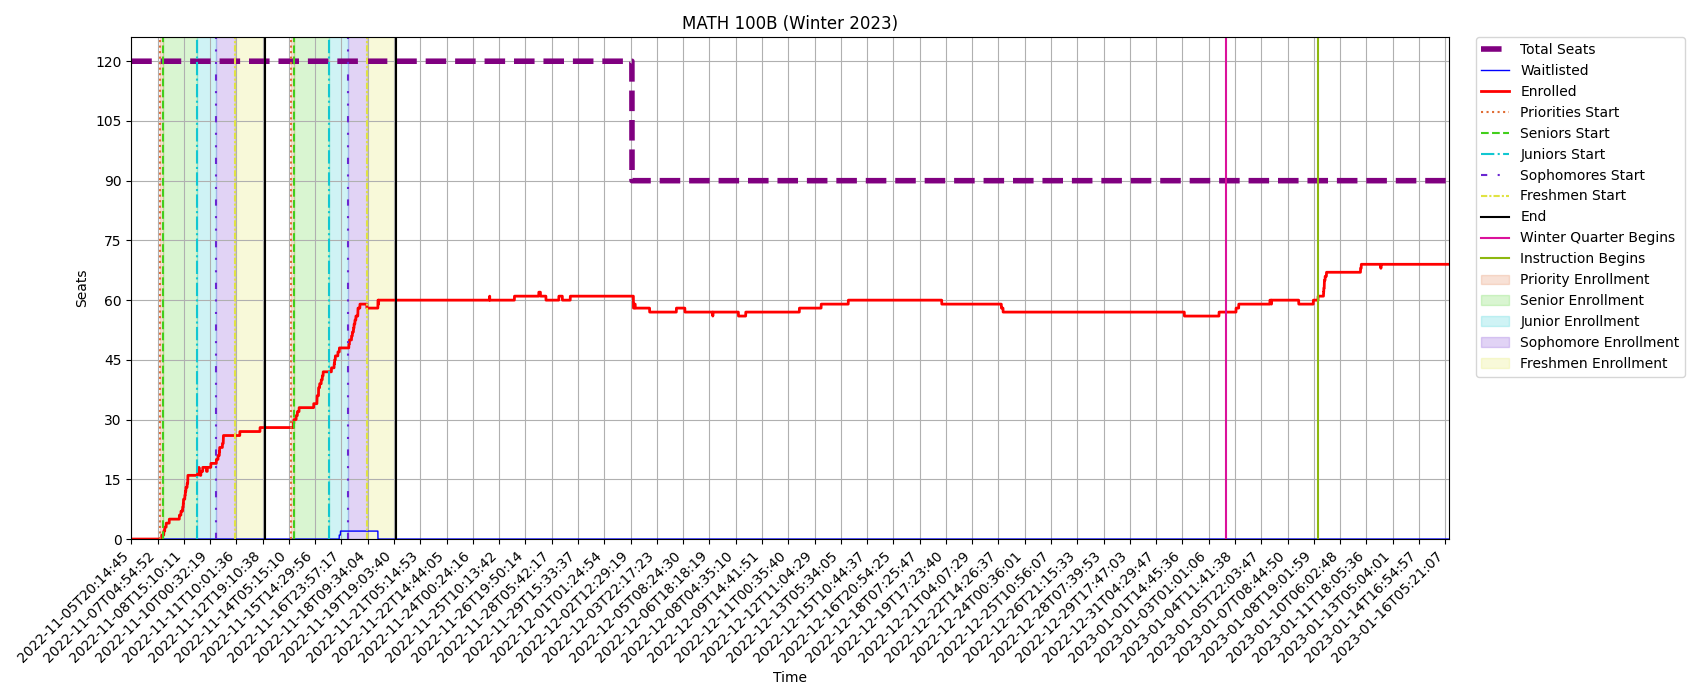 MATH 100B (Winter 2023)
Seats
120
105
90
75
60
45
30
15
0
2022-11-05T20:14:45
2022-11-07T04:54:52
2022-11-08T15:10:11
2022-11-10T00:32:19
2022-11-11T10:01:36
2022-11-12T19:10:38
2022-11-14T05:15:10
2022-11-15T14:29:56
2022-11-16T23:57:17
2022-11-18T09:34:04
2022-11-19T19:03:40
2022-11-21T05:14:53
2022-11-22T14:44:05
2022-11-24T00:24:16
2022-11-25T10:13:42
2022-11-26T19:50:14
2022-11-28T05:42:17
2022-11-29T15:33:37
2022-12-01T01:24:54
2022-12-02T12:29:19
2022-12-03T22:17:23
2022-12-05T08:24:30
2022-12-06T18:18:19
2022-12-08T04:35:10
2022-12-09T14:41:51
2022-12-11T00:35:40
2022-12-12T11:04:29
2022-12-13T05:34:05
2022-12-15T10:44:37
2022-12-16T20:54:25
2022-12-18T07:25:47
2022-12-19T17:23:40
2022-12-21T04:07:29
2022-12-22T14:26:37
2022-12-24T00:36:01
2022-12-25T10:56:07
2022-12-26T21:15:33
2022-12-28T07:39:53
2022-12-29T17:47:03
2022-12-31T04:29:47
2023-01-01T14:45:36
2023-01-03T01:01:06
2023-01-04T11:41:38
2023-01-05T22:03:47
2023-01-07T08:44:50
2023-01-08T19:01:59
2023-01-10T06:02:48
2023-01-11T18:05:36
2023-01-13T05:04:01
2023-01-14T16:54:57
2023-01-16T05:21:07
Time
Total Seats
Waitlisted
Enrolled
Priorities Start
Seniors Start
Juniors Start
Sophomores Start
Freshmen Start
End
Winter Quarter Begins
Instruction Begins
Priority Enrollment
Senior Enrollment
Junior Enrollment
Sophomore Enrollment
Freshmen Enrollment